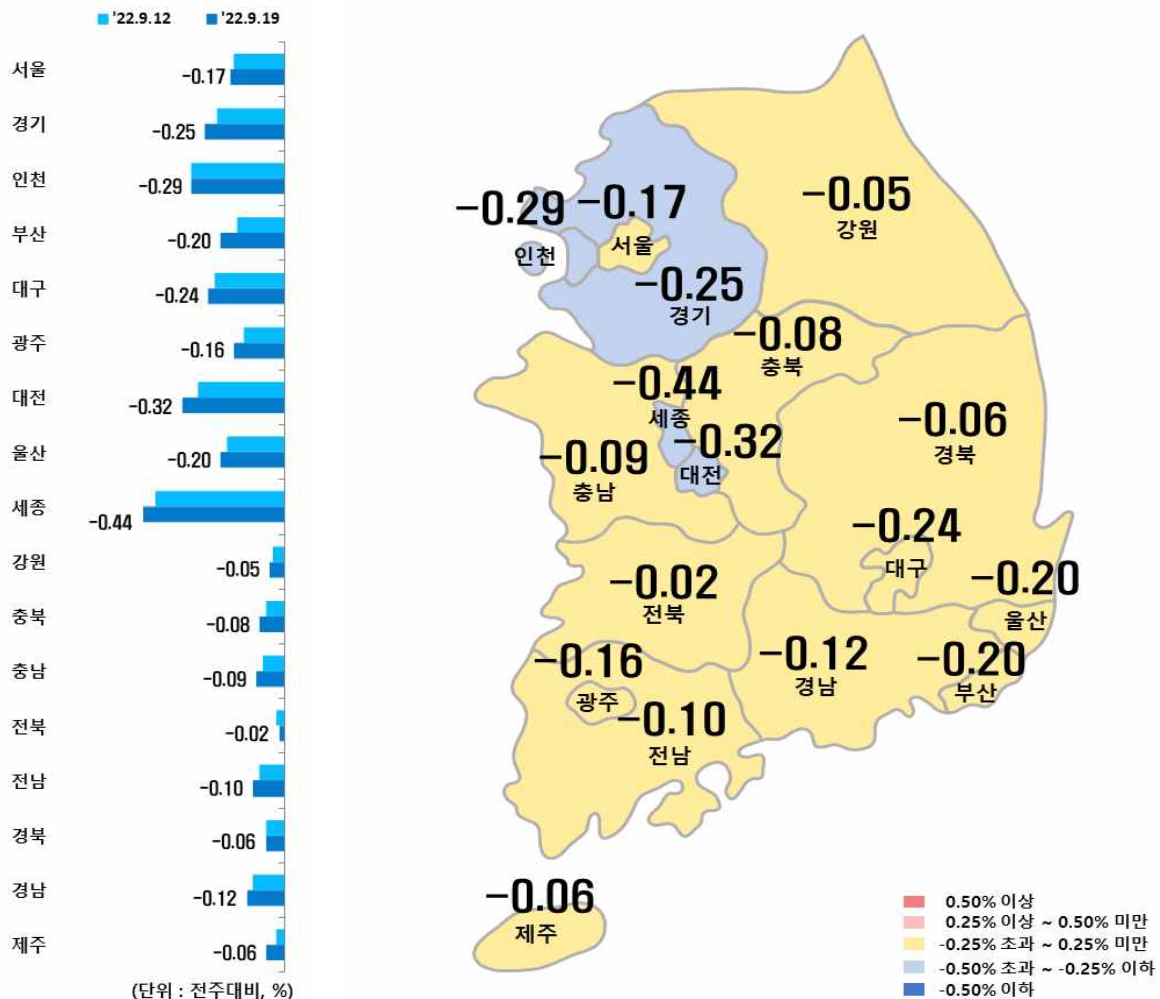 '22.9.12 '22.9.19
서울 -0.17
경기 -0.25
인천 -0.29
부산 -0.20
대구 -0.24
광주 -0.16
대전 -0.32
울산 -0.20
세종 -0.44
강원 -0.05
충북 -0.08
충남 -0.09
전북 -0.02
전남 -0.10
경북 -0.06
경남 -0.12
제주 -0.06
(단위 : 전주대비, %)
-0.05
강원
-0.29
인천
-0.17
서울
-0.25
경기
-0.08
충북
-0.44
세종
-0.32
대전
-0.09
충남
-0.06
경북
-0.24
대구
-0.20
울산
-0.02
전북
-0.12
경남
-0.20
부산
-0.16
광주
-0.10
전남
-0.06
제주
0.50% 이상
0.25% 이상 ~ 0.50% 미만
-0.25% 초과 ~ 0.25% 미만
-0.50% 초과 ~ -0.25% 이하
-0.50% 이하